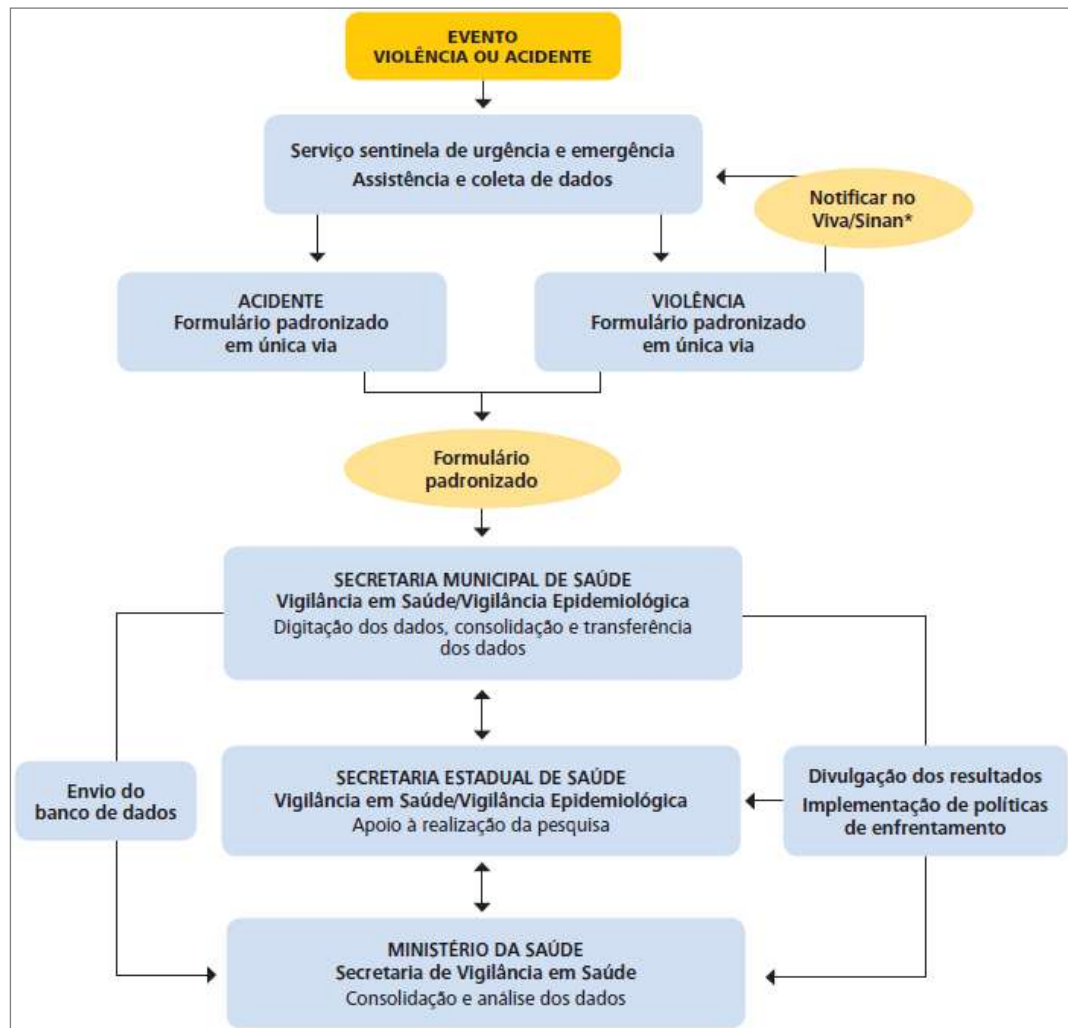 EVENTO
VIOLÊNCIA OU ACIDENTE
Serviço sentinela de urgência e emergência
Assistência e coleta de dados
Notificar no
Viva/Sinan*
ACIDENTE
Formulário padronizado
em única via
VIOLÊNCIA
Formulário padronizado
em única via
Formulário
padronizado
SECRETARIA MUNICIPAL DE SAÚDE
Vigilância em Saúde/Vigilância Epidemiológica
Digitação dos dados, consolidação e transferência
dos dados
Envio do
banco de dados
SECRETARIA ESTADUAL DE SAÚDE
Vigilância em Saúde/Vigilância Epidemiológica
Apoio à realização da pesquisa
Divulgação dos resultados
Implementação de políticas
de enfrentamento
MINISTÉRIO DA SAÚDE
Secretaria de Vigilância em Saúde
Consolidação e análise dos dados